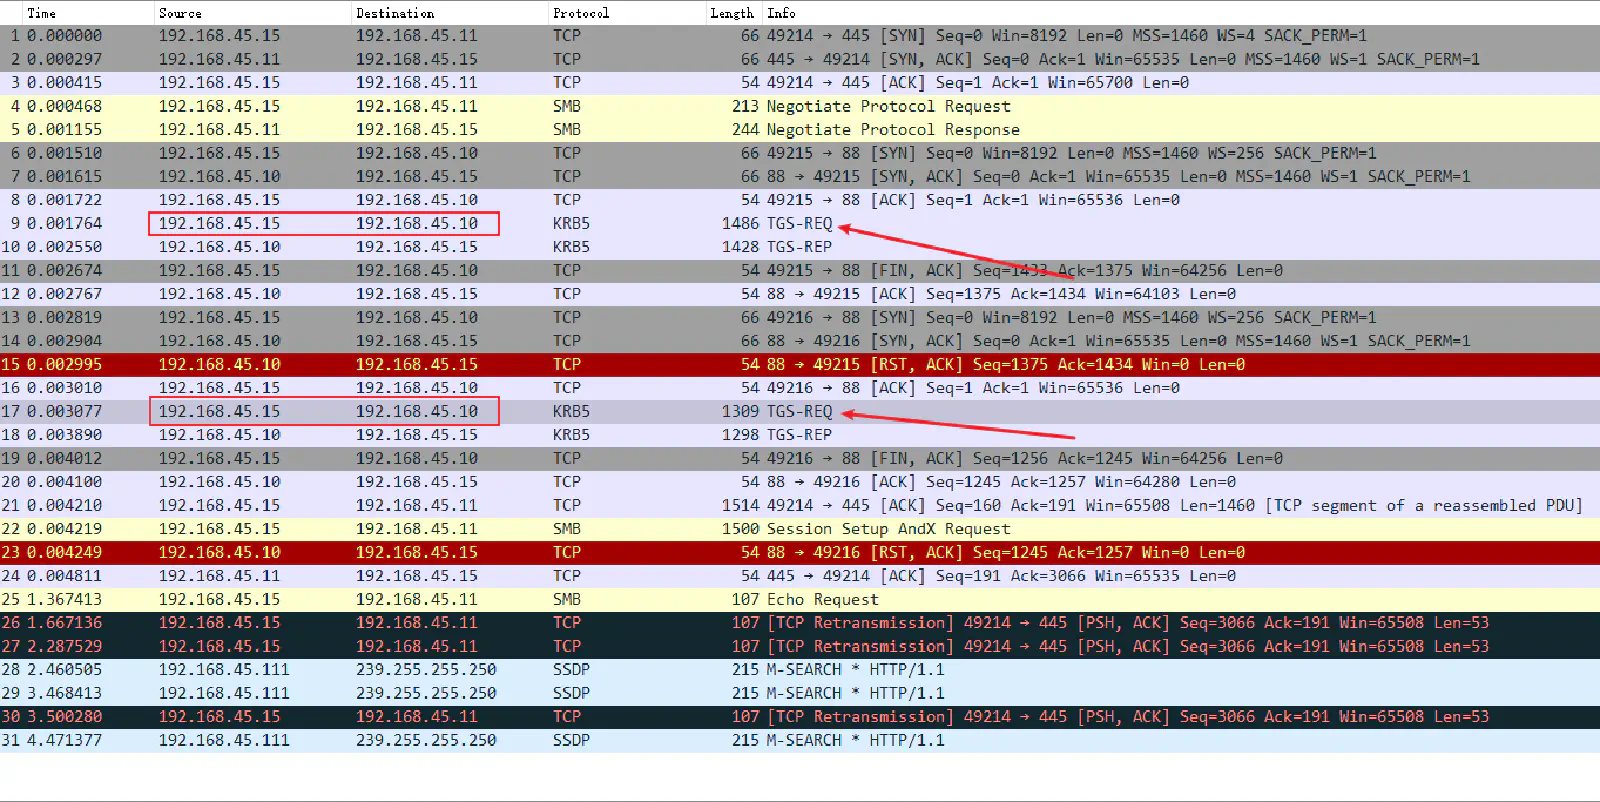 Time Source Destination Protocol Length Info
1 0.000000 192.168.45.15 192.168.45.11 TCP 66 49214 → 445 [SYN] Seq=0 Win=8192 Len=0 MSS=1460 WS=4 SACK_PERM=1
2 0.000297 192.168.45.11 192.168.45.15 TCP 66 445 → 49214 [SYN, ACK] Seq=0 Ack=1 Win=65535 Len=0 MSS=1460 WS=1 SACK_PERM=1
3 0.000415 192.168.45.15 192.168.45.11 TCP 54 49214 → 445 [ACK] Seq=1 Ack=1 Win=65700 Len=0
4 0.000468 192.168.45.15 192.168.45.11 SMB 213 Negotiate Protocol Request
5 0.001155 192.168.45.11 192.168.45.15 SMB 244 Negotiate Protocol Response
6 0.001510 192.168.45.15 192.168.45.10 TCP 66 49215 → 88 [SYN] Seq=0 Win=8192 Len=0 MSS=1460 WS=256 SACK_PERM=1
7 0.001615 192.168.45.10 192.168.45.15 TCP 66 88 → 49215 [SYN, ACK] Seq=0 Ack=1 Win=65535 Len=0 MSS=1460 WS=1 SACK_PERM=1
8 0.001722 192.168.45.15 192.168.45.10 TCP 54 49215 → 88 [ACK] Seq=1 Ack=1 Win=65536 Len=0
9 0.001764 192.168.45.15 192.168.45.10 KRB5 1486 TGS-REQ
10 0.002550 192.168.45.10 192.168.45.15 KRB5 1428 TGS-REP
11 0.002674 192.168.45.15 192.168.45.10 TCP 54 49215 → 88 [FIN, ACK] Seq=1433 Ack=1375 Win=64256 Len=0
12 0.002767 192.168.45.10 192.168.45.15 TCP 54 88 → 49215 [ACK] Seq=1375 Ack=1434 Win=64103 Len=0
13 0.002819 192.168.45.15 192.168.45.10 TCP 66 49216 → 88 [SYN] Seq=0 Win=8192 Len=0 MSS=1460 WS=256 SACK_PERM=1
14 0.002904 192.168.45.10 192.168.45.15 TCP 66 88 → 49216 [SYN, ACK] Seq=0 Ack=1 Win=65535 Len=0 MSS=1460 WS=1 SACK_PERM=1
15 0.002995 192.168.45.10 192.168.45.15 TCP 54 88 → 49215 [RST, ACK] Seq=1375 Ack=1434 Win=0 Len=0
16 0.003010 192.168.45.15 192.168.45.10 TCP 54 49216 → 88 [ACK] Seq=1 Ack=1 Win=65536 Len=0
17 0.003077 192.168.45.15 192.168.45.10 KRB5 1309 TGS-REQ
18 0.003890 192.168.45.10 192.168.45.15 KRB5 1298 TGS-REP
19 0.004012 192.168.45.15 192.168.45.10 TCP 54 49216 → 88 [FIN, ACK] Seq=1256 Ack=1245 Win=64256 Len=0
20 0.004100 192.168.45.10 192.168.45.15 TCP 54 88 → 49216 [ACK] Seq=1245 Ack=1257 Win=64280 Len=0
21 0.004210 192.168.45.15 192.168.45.11 TCP 1514 49214 → 445 [ACK] Seq=160 Ack=191 Win=65508 Len=1460 [TCP segment of a reassembled PDU]
22 0.004219 192.168.45.15 192.168.45.11 SMB 1500 Session Setup AndX Request
23 0.004249 192.168.45.10 192.168.45.15 TCP 54 88 → 49216 [RST, ACK] Seq=1245 Ack=1257 Win=0 Len=0
24 0.004811 192.168.45.11 192.168.45.15 TCP 54 445 → 49214 [ACK] Seq=191 Ack=3066 Win=65535 Len=0
25 1.367413 192.168.45.15 192.168.45.11 SMB 107 Echo Request
26 1.667136 192.168.45.15 192.168.45.11 TCP 107 [TCP Retransmission] 49214 → 445 [PSH, ACK] Seq=3066 Ack=191 Win=65508 Len=53
27 2.287529 192.168.45.15 192.168.45.11 TCP 107 [TCP Retransmission] 49214 → 445 [PSH, ACK] Seq=3066 Ack=191 Win=65508 Len=53
28 2.460505 192.168.45.111 239.255.255.250 SSDP 215 M-SEARCH * HTTP/1.1
29 3.468413 192.168.45.111 239.255.255.250 SSDP 215 M-SEARCH * HTTP/1.1
30 3.500280 192.168.45.15 192.168.45.11 TCP 107 [TCP Retransmission] 49214 → 445 [PSH, ACK] Seq=3066 Ack=191 Win=65508 Len=53
31 4.471377 192.168.45.111 239.255.255.250 SSDP 215 M-SEARCH * HTTP/1.1